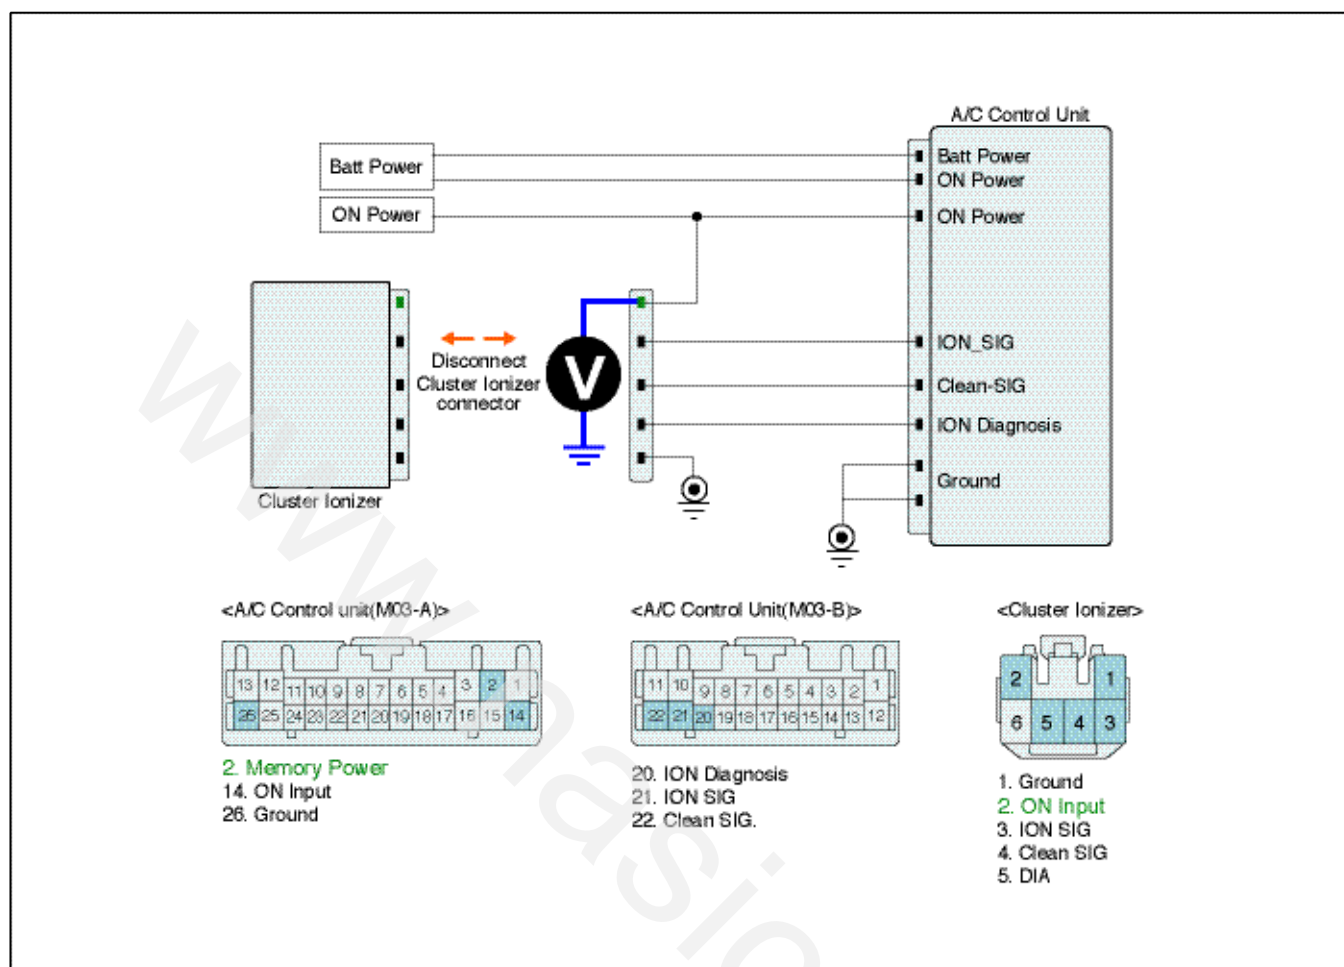 A/C Control Unit
Batt Power
Batt Power
ON Power
ON Power
ON Power
V
Disconnect
Cluster Ionizer
connector
ION_SIG
Clean-SIG
ION Diagnosis
Ground
Cluster Ionizer
<A/C Control unit(M03-A)>
13 12 11 10 9 8 7 6 5 4 3 2 1
26 25 24 23 22 21 20 19 18 17 16 15 14
2. Memory Power
14. ON Input
26. Ground
<A/C Control Unit(M03-B)>
11 10 9 8 7 6 5 4 3 2 1
22 21 20 19 18 17 16 15 14 13 12
20. ION Diagnosis
21. ION SIG
22. Clean SIG.
<Cluster Ionizer>
2 1
6 5 4 3
1. Ground
2. ON Input
3. ION SIG
4. Clean SIG
5. DIA